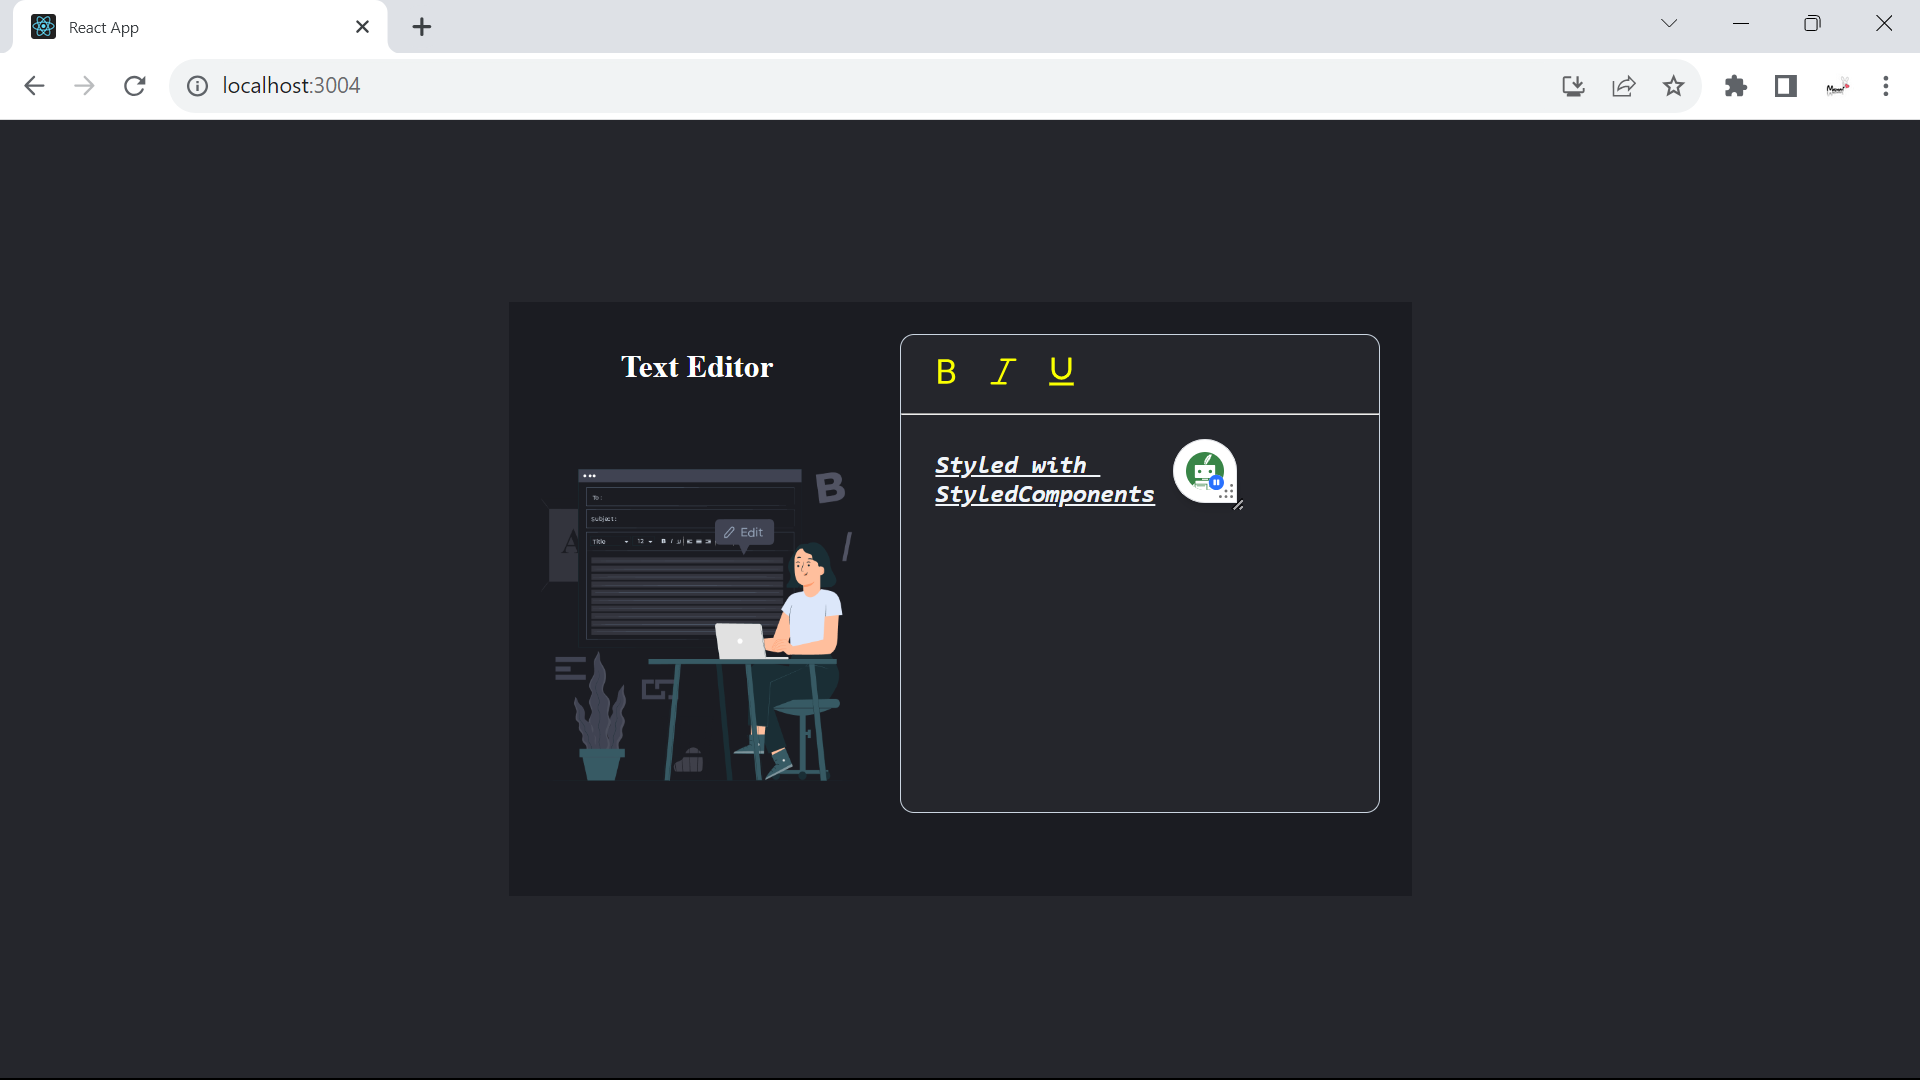 React App
localhost:3004
Text Editor
B I U
Styled with
StyledComponents
B
To:
Subject:
Edit
Title 12 B I U
A
I